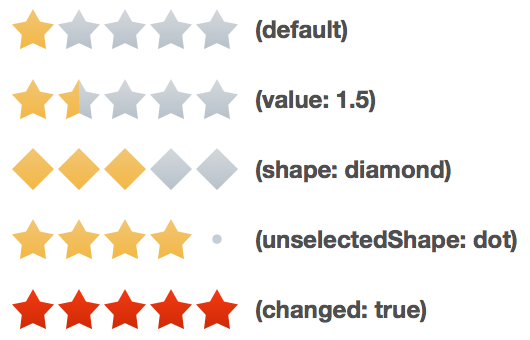 (default)
(value: 1.5)
(shape: diamond)
(unselectedShape: dot)
(changed: true)